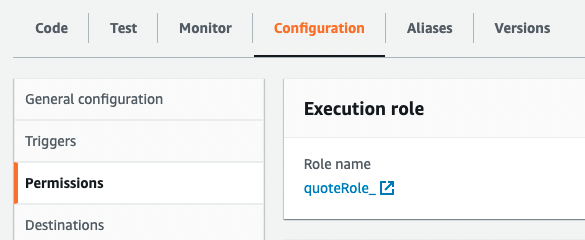 Code Test Monitor Configuration Aliases Versions
General configuration
Triggers
Permissions
Destinations
Execution role
Role name
quoteRole_